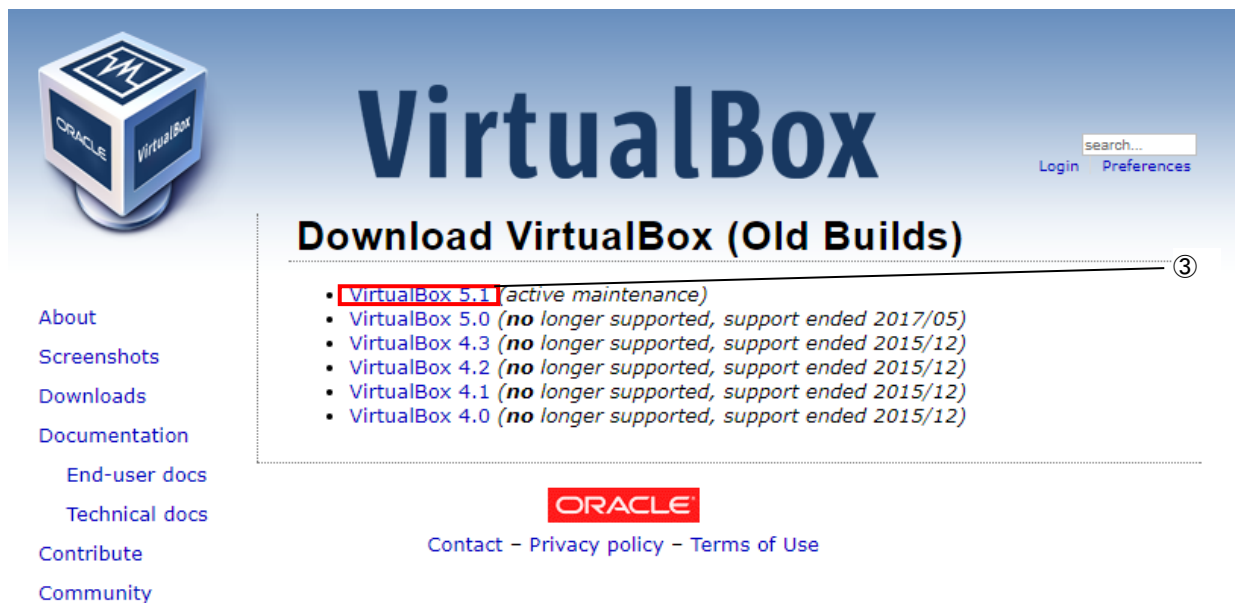 ORACLE
VirtualBox
VirtualBox
search...
Login Preferences
Download VirtualBox (Old Builds)
③
• VirtualBox 5.1 (active maintenance)
• VirtualBox 5.0 (no longer supported, support ended 2017/05)
• VirtualBox 4.3 (no longer supported, support ended 2015/12)
• VirtualBox 4.2 (no longer supported, support ended 2015/12)
• VirtualBox 4.1 (no longer supported, support ended 2015/12)
• VirtualBox 4.0 (no longer supported, support ended 2015/12)
About
Screenshots
Downloads
Documentation
End-user docs
Technical docs
Contribute
Community
ORACLE
Contact – Privacy policy – Terms of Use